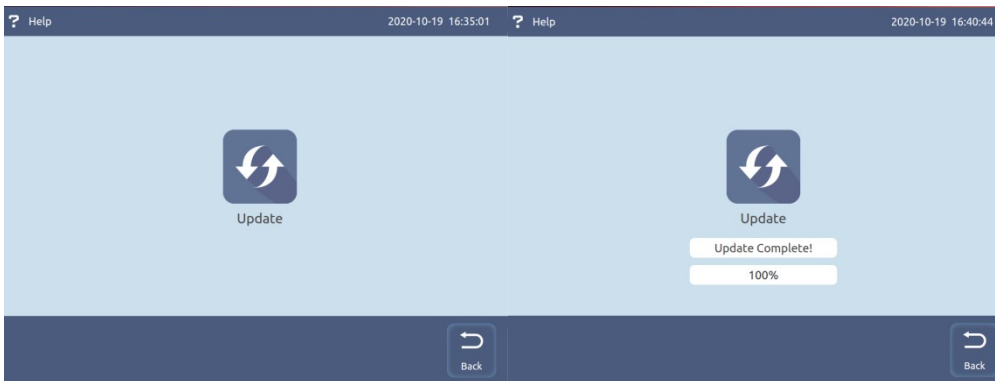 ? Help 2020-10-19 16:35:01
Update
Back
? Help 2020-10-19 16:40:44
Update
Update Complete!
100%
Back